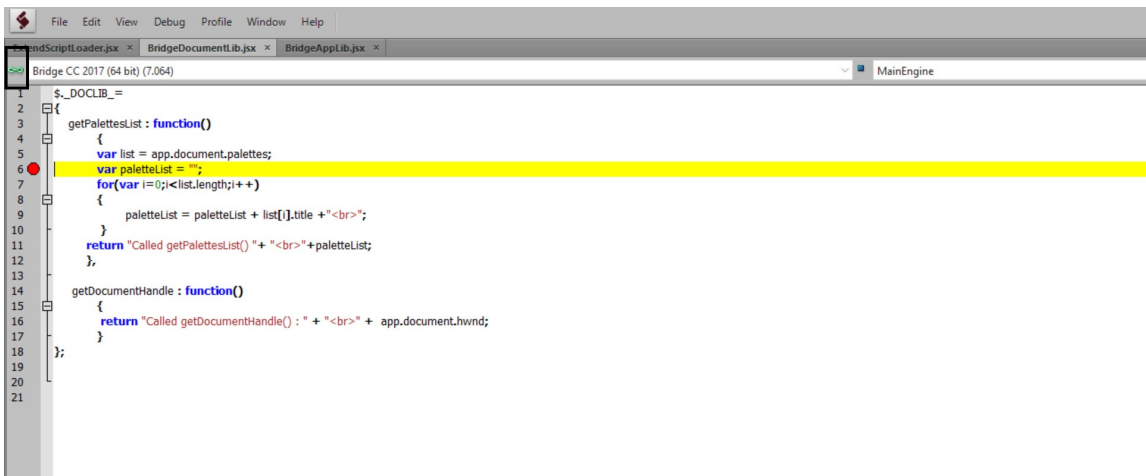 File Edit View Debug Profile Window Help
ExtendScriptLoader.jsx × BridgeDocumentLib.jsx × BridgeAppLib.jsx ×
Bridge CC 2017 (64 bit) (7.064) MainEngine
1 $._DOCLIB_=
2 {
3 getPalettesList : function()
4 {
5 var list = app.document.palettes;
6 var paletteList = "";
7 for(var i=0;i<list.length;i++)
8 {
9 paletteList = paletteList + list[i].title +"<br>";
10 }
11 return "Called getPalettesList() "+ "<br>"+paletteList;
12 },
13
14 getDocumentHandle : function()
15 {
16 return "Called getDocumentHandle() : " + "<br>" + app.document.hwnd;
17 }
18 };
19
20
21